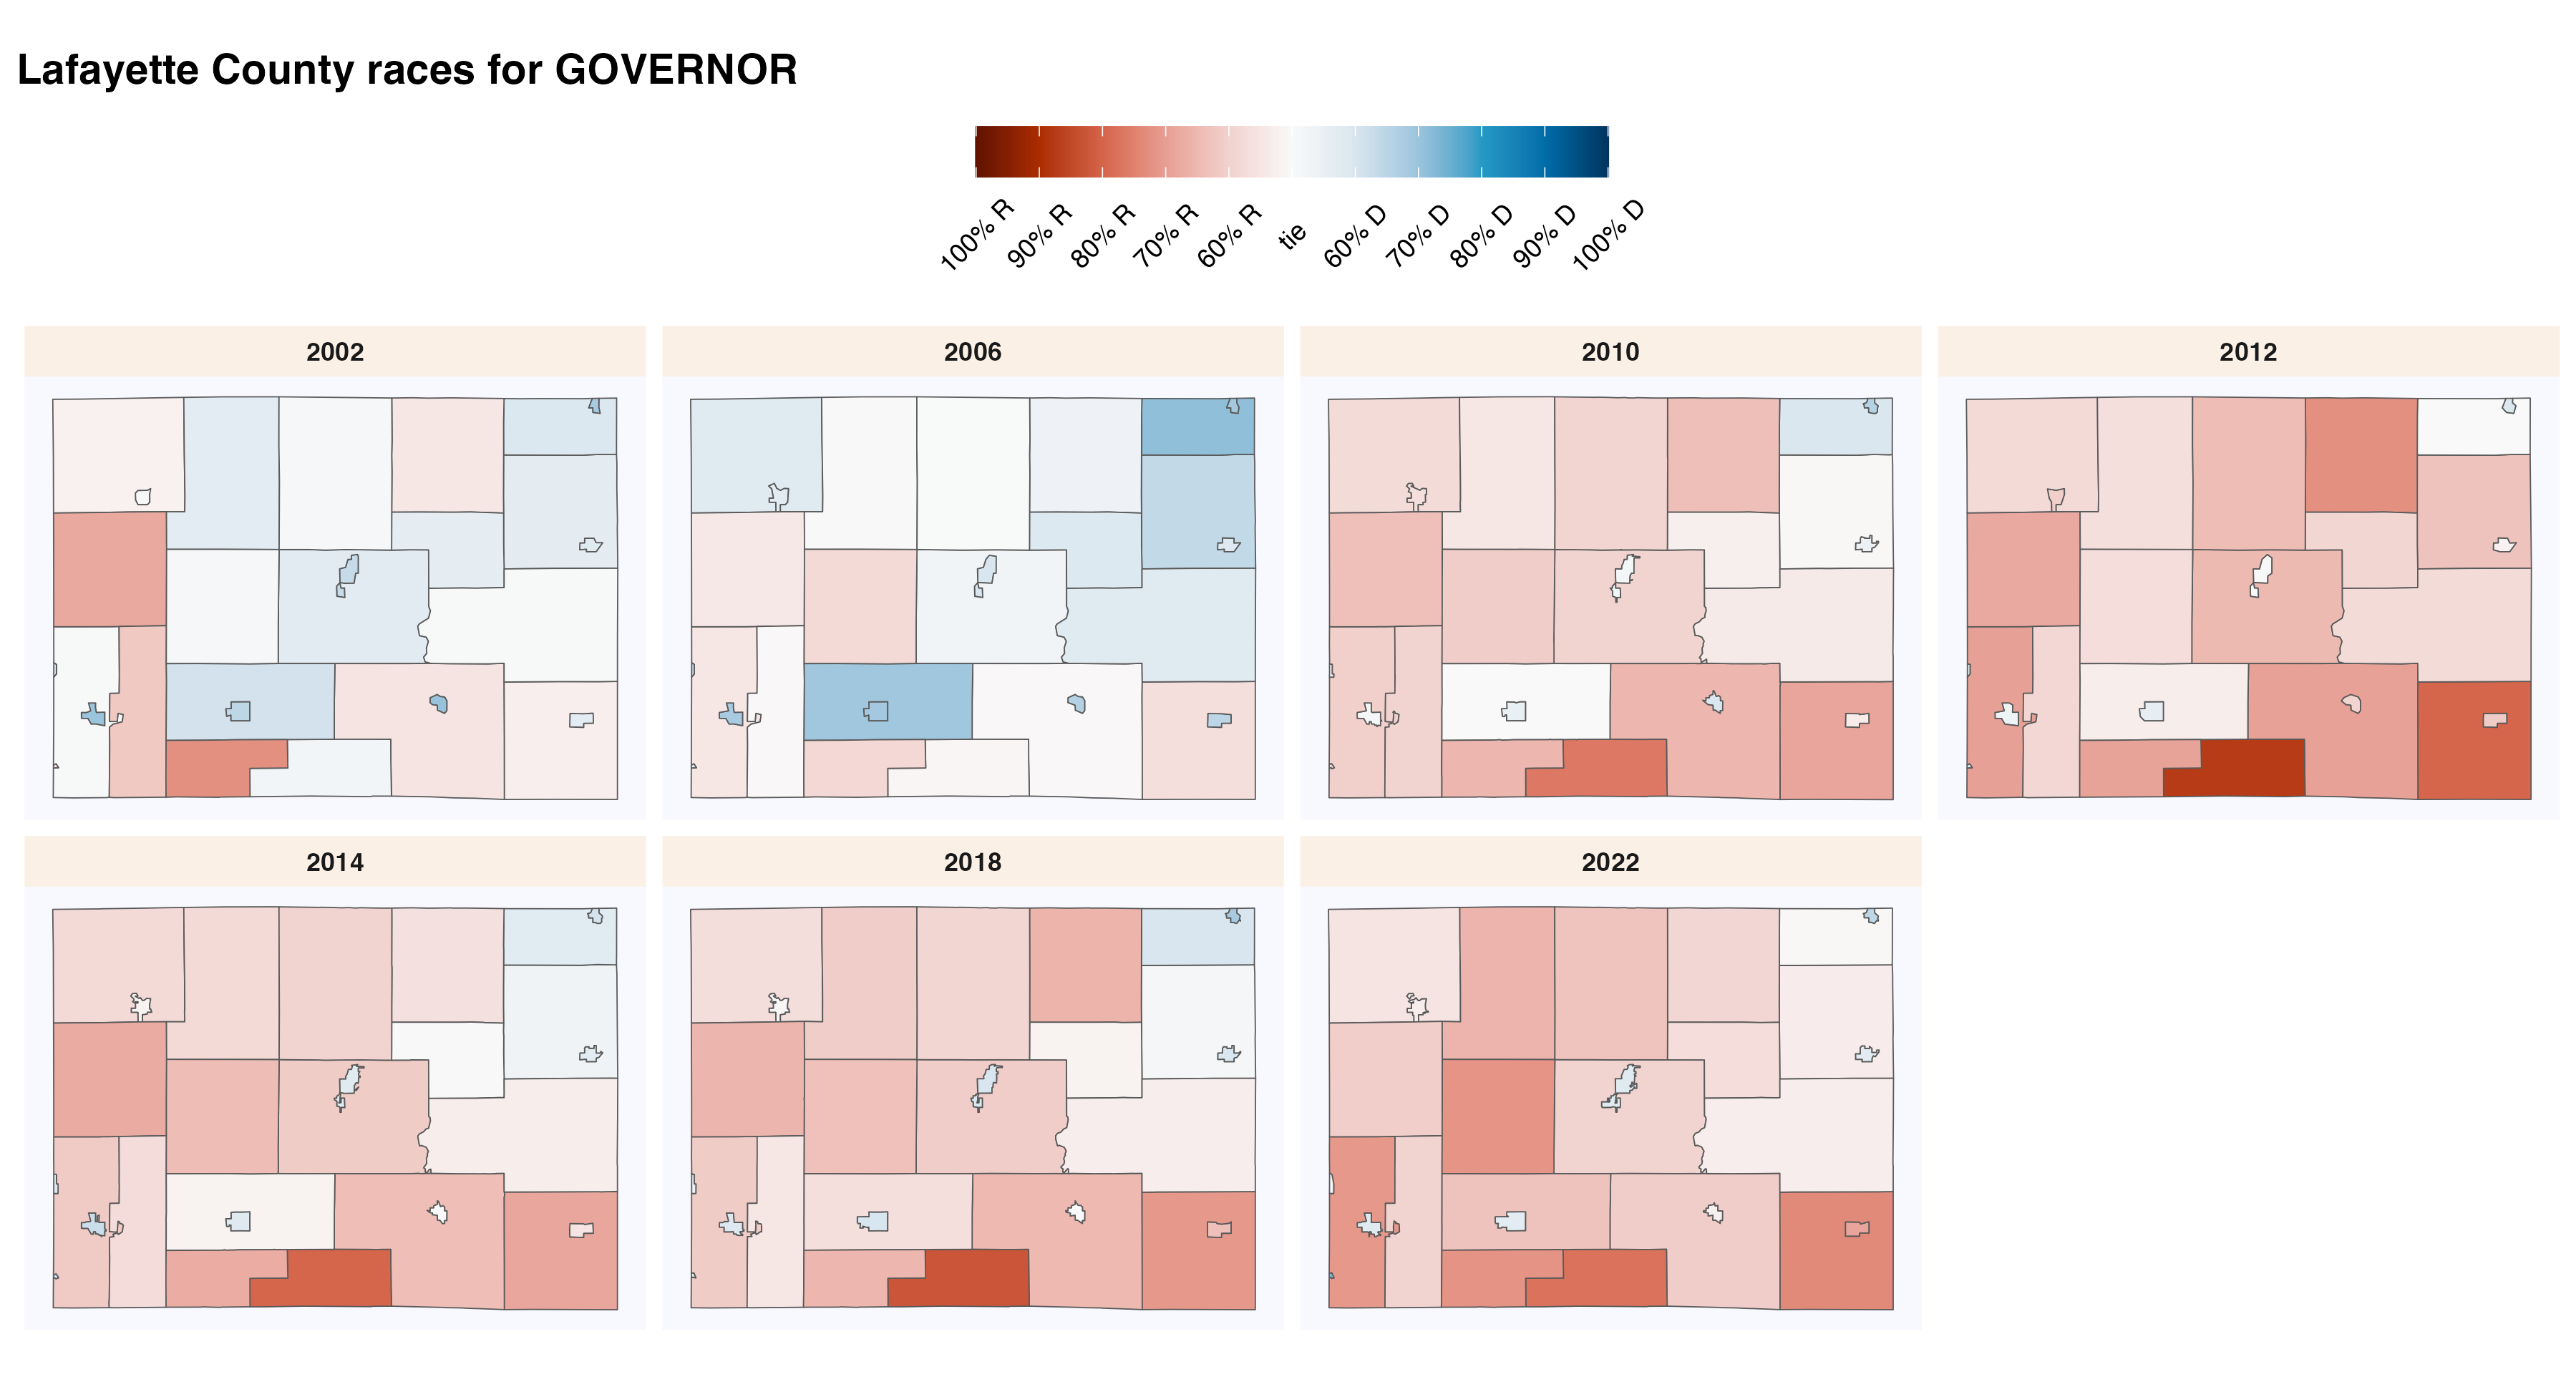 Lafayette County races for GOVERNOR
100% R 90% R 80% R 70% R 60% R tie 60% D 70% D 80% D 90% D 100% D
2002 2006 2010 2012
2014 2018 2022